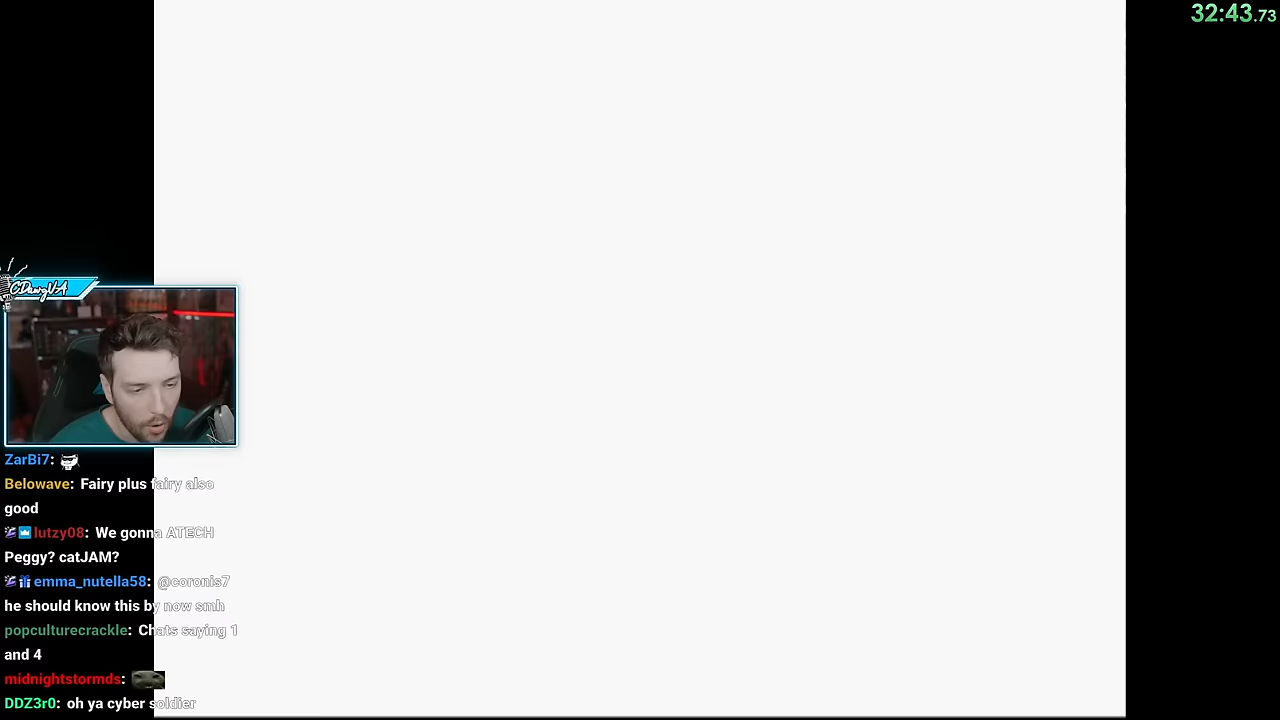 32:43.73
CDawgVA
ZarBi7:
Belowave: Fairy plus fairy also
good
lutzy08: We gonna ATECH
Peggy? catJAM?
emma_nutella58: @coronis7
he should know this by now smh
popculturecrackle: Chats saying 1
and 4
midnightstormds:
DDZ3r0: oh ya cyber soldier